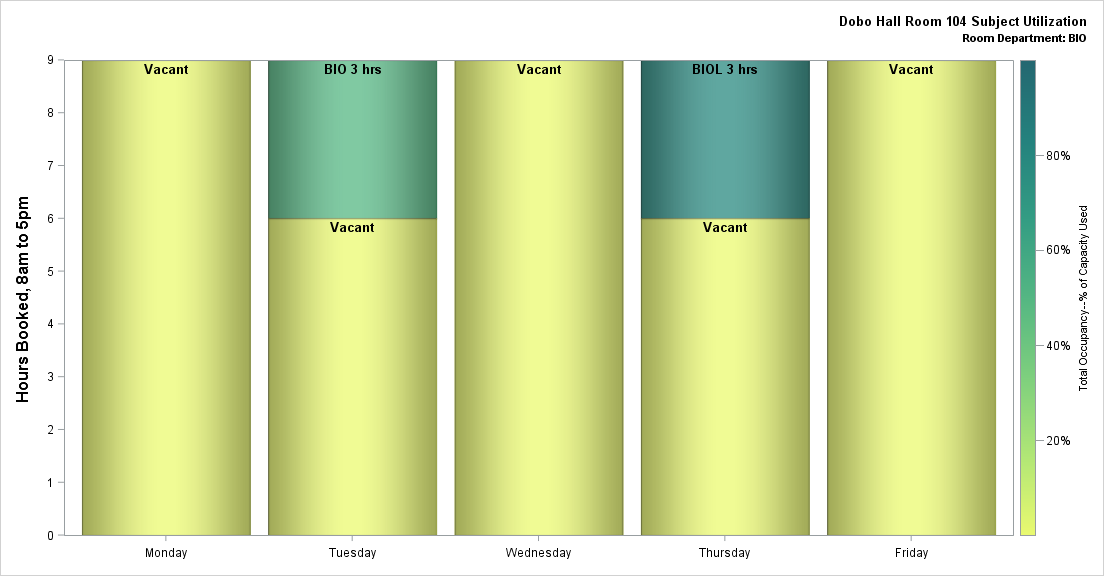 Dobo Hall Room 104 Subject Utilization
Room Department: BIO
Hours Booked, 8am to 5pm
9
8
7
6
5
4
3
2
1
0
Vacant
BIO 3 hrs
Vacant
BIOL 3 hrs
Vacant
Vacant
Vacant
Monday
Tuesday
Wednesday
Thursday
Friday
80%
60%
40%
20%
Total Occupancy--% of Capacity Used